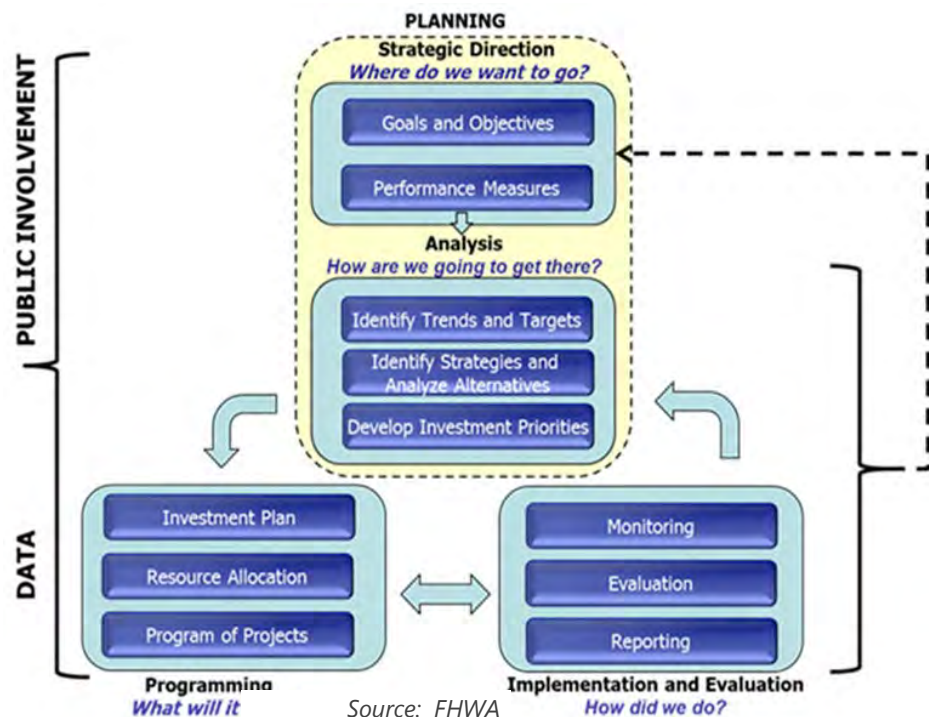 PLANNING
Strategic Direction
Where do we want to go?
Goals and Objectives
Performance Measures
Analysis
How are we going to get there?
Identify Trends and Targets
Identify Strategies and
Analyze Alternatives
Develop Investment Priorities
PUBLIC INVOLVEMENT
DATA
Investment Plan
Resource Allocation
Program of Projects
Programming
What will it
Monitoring
Evaluation
Reporting
Implementation and Evaluation
How did we do?
Source: FHWA